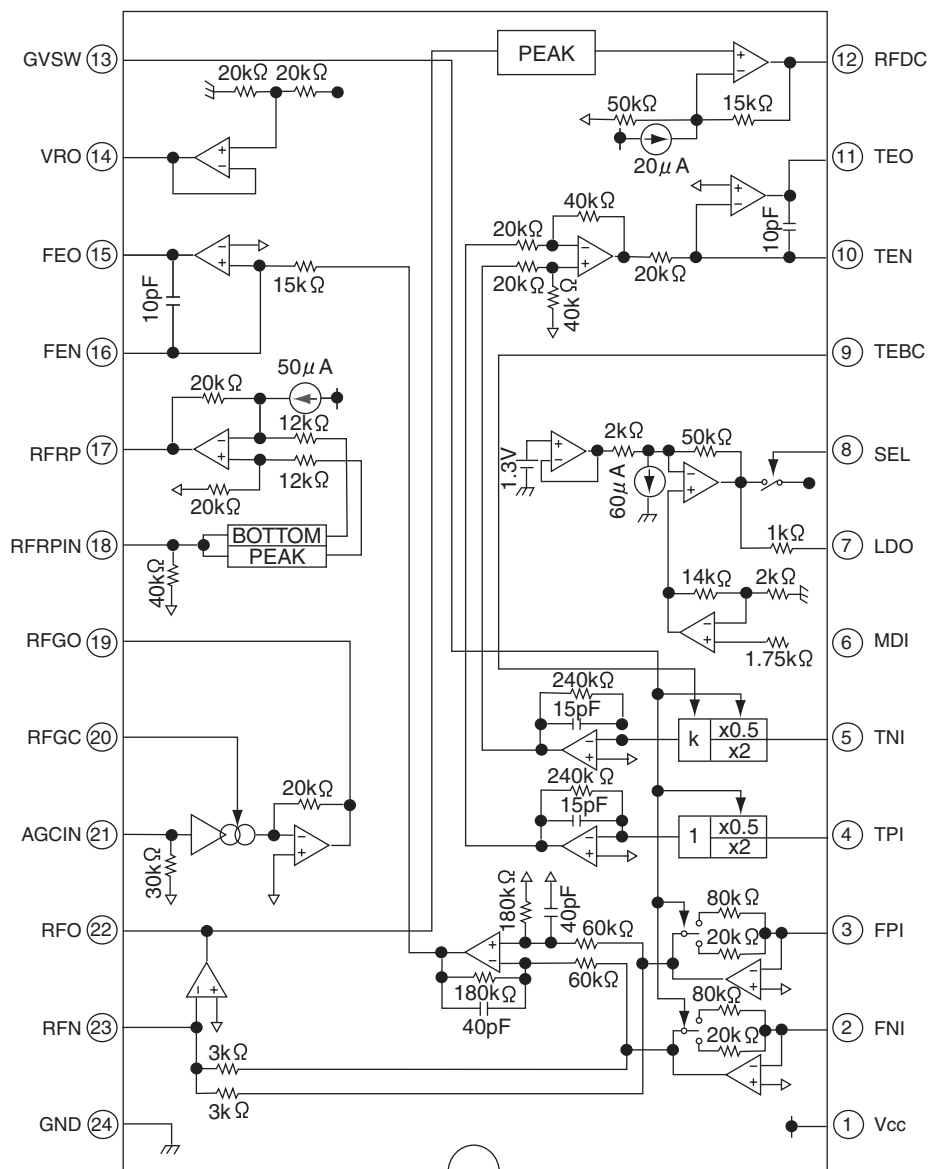 GVSW 13
PEAK
12 RFDC
20kΩ 20kΩ
50kΩ
15kΩ
20μA
VRO 14
11 TEO
40kΩ
20kΩ
10pF
FEO 15
10 TEN
20kΩ
20kΩ
15kΩ
40kΩ
10pF
FEN 16
9 TEBC
50μA
20kΩ
12kΩ
RFRP 17
12kΩ
20kΩ
2kΩ
50kΩ
8 SEL
1.3V
60μA
RFRPIN 18
BOTTOM
PEAK
40kΩ
1kΩ
7 LDO
14kΩ
2kΩ
RFGO 19
6 MDI
1.75kΩ
240kΩ
15pF
RFGC 20
k
x0.5
x2
5 TNI
20kΩ
240kΩ
15pF
AGCIN 21
30kΩ
1
x0.5
x2
4 TPI
180kΩ
40pF
80kΩ
RFO 22
60kΩ
20kΩ
3 FPI
60kΩ
180kΩ
40pF
80kΩ
RFN 23
20kΩ
2 FNI
3kΩ
3kΩ
GND 24
1 Vcc
+
−